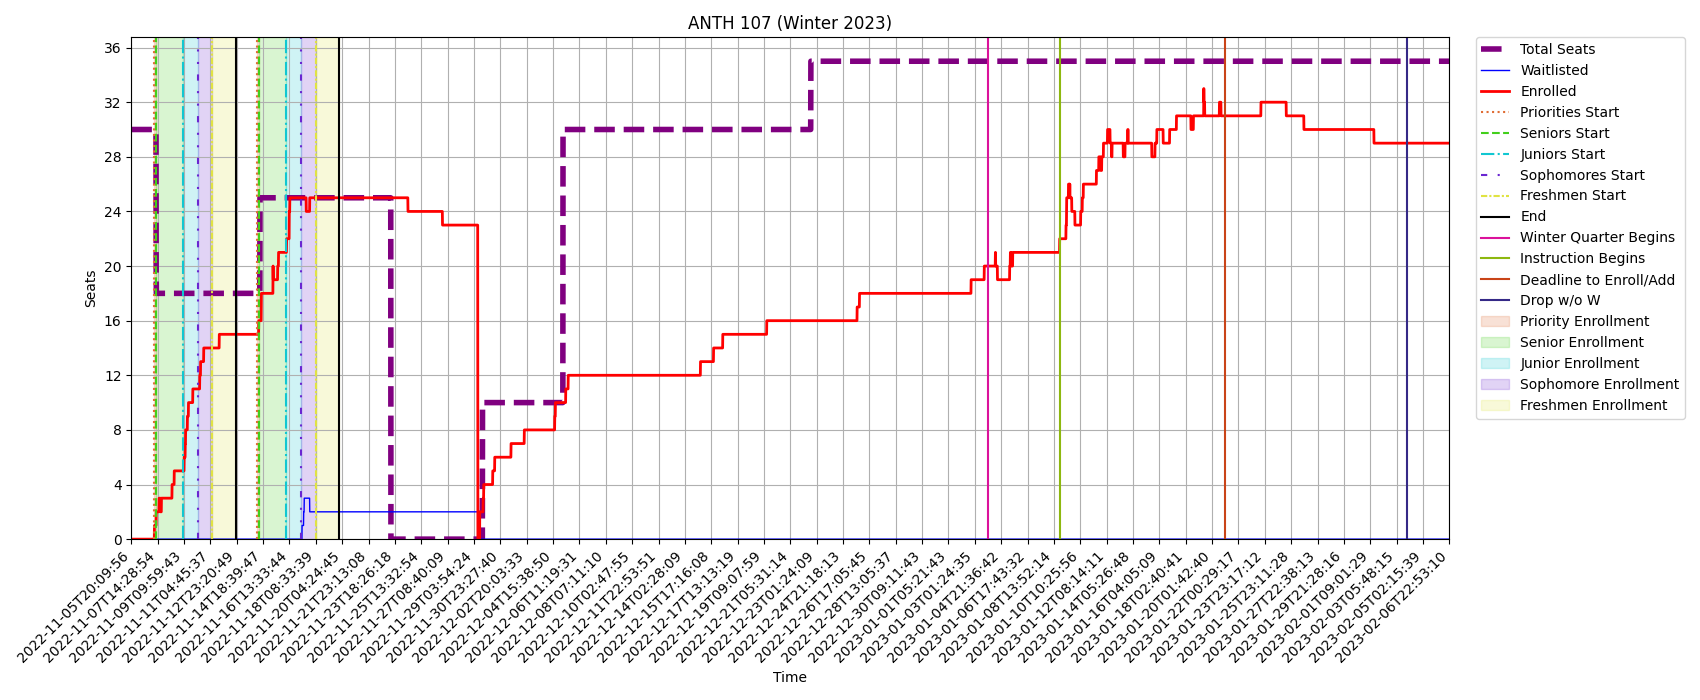 ANTH 107 (Winter 2023)
Seats
36
32
28
24
20
16
12
8
4
0
2022-11-05T20:09:56
2022-11-07T14:28:54
2022-11-09T09:59:43
2022-11-11T04:45:37
2022-11-12T23:20:49
2022-11-14T18:39:47
2022-11-16T13:33:44
2022-11-18T08:33:39
2022-11-20T04:24:45
2022-11-21T23:13:08
2022-11-23T18:26:18
2022-11-25T13:32:54
2022-11-27T08:40:09
2022-11-29T03:54:24
2022-11-30T23:27:40
2022-12-02T20:03:33
2022-12-04T15:38:50
2022-12-06T11:19:31
2022-12-08T07:11:10
2022-12-10T02:47:55
2022-12-11T22:53:51
2022-12-14T02:28:09
2022-12-15T17:16:08
2022-12-17T13:13:19
2022-12-19T09:07:59
2022-12-21T05:31:14
2022-12-23T01:24:09
2022-12-24T21:18:13
2022-12-26T17:05:45
2022-12-28T13:05:37
2022-12-30T09:11:43
2023-01-01T05:21:43
2023-01-03T01:24:35
2023-01-04T21:36:42
2023-01-06T17:43:32
2023-01-08T13:52:14
2023-01-10T10:25:56
2023-01-12T08:14:11
2023-01-14T05:26:48
2023-01-16T04:05:09
2023-01-18T02:40:41
2023-01-20T01:42:40
2023-01-22T00:29:17
2023-01-23T23:17:12
2023-01-25T23:11:28
2023-01-27T22:38:13
2023-01-29T21:28:16
2023-02-01T09:01:29
2023-02-03T05:48:15
2023-02-05T02:15:39
2023-02-06T22:53:10
Time
Total Seats
Waitlisted
Enrolled
Priorities Start
Seniors Start
Juniors Start
Sophomores Start
Freshmen Start
End
Winter Quarter Begins
Instruction Begins
Deadline to Enroll/Add
Drop w/o W
Priority Enrollment
Senior Enrollment
Junior Enrollment
Sophomore Enrollment
Freshmen Enrollment